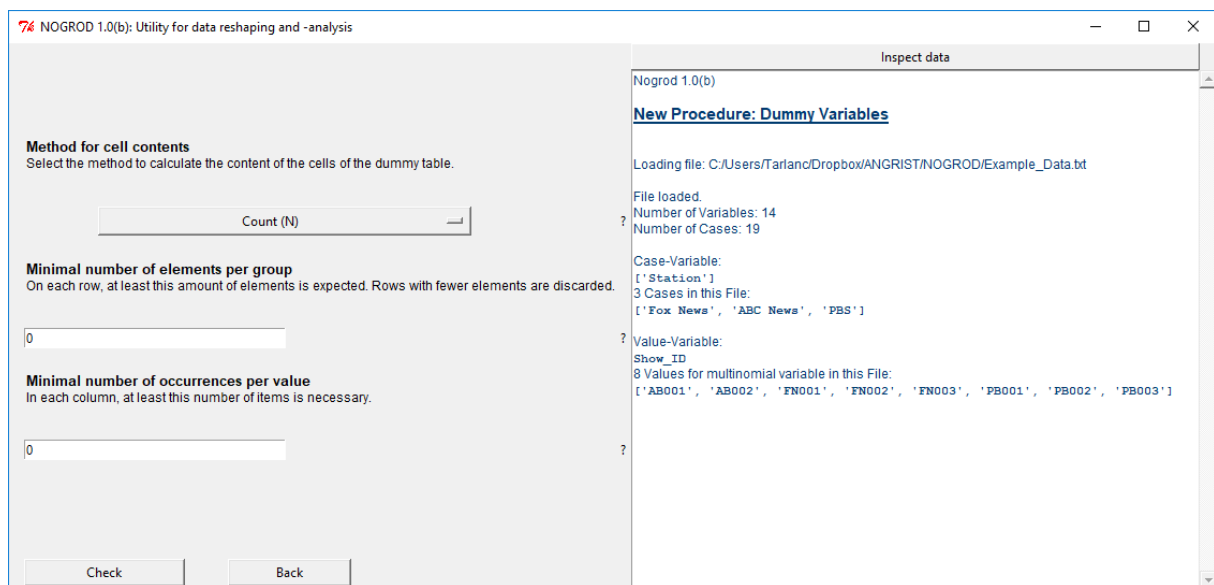 NOGROD 1.0(b): Utility for data reshaping and -analysis
Method for cell contents
Select the method to calculate the content of the cells of the dummy table.
Count (N)
?
Minimal number of elements per group
On each row, at least this amount of elements is expected. Rows with fewer elements are discarded.
0
?
Minimal number of occurrences per value
In each column, at least this number of items is necessary.
0
?
Check
Back
Inspect data
Nogrod 1.0(b)
New Procedure: Dummy Variables
Loading file: C:/Users/Tarlanc/Dropbox/ANGRIST/NOGROD/Example_Data.txt
File loaded.
Number of Variables: 14
Number of Cases: 19
Case-Variable:
['Station']
3 Cases in this File:
['Fox News', 'ABC News', 'PBS']
Value-Variable:
Show_ID
8 Values for multinomial variable in this File:
['AB001', 'AB002', 'FN001', 'FN002', 'FN003', 'PB001', 'PB002', 'PB003']